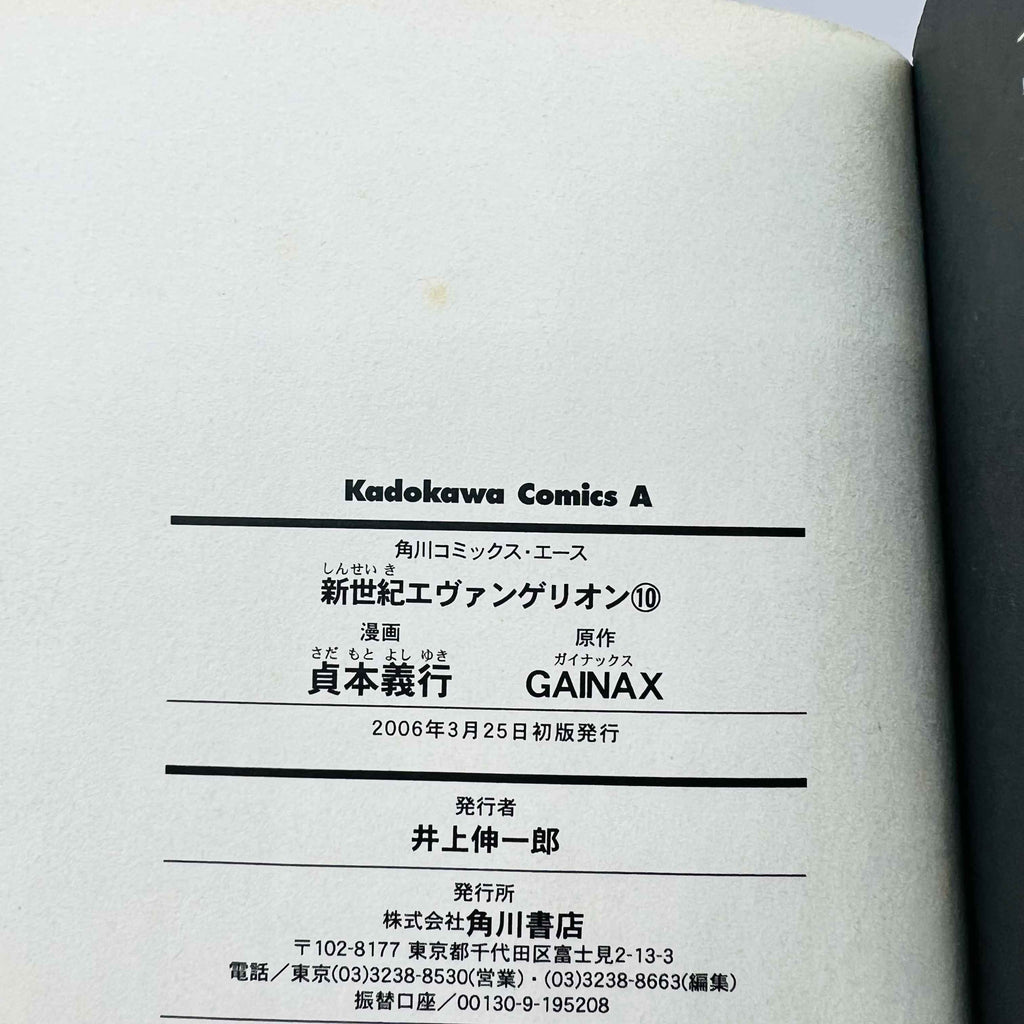 Kadokawa Comics A
角川コミックス・エース
しんせいき
新世紀エヴァンゲリオン⑩
漫画 原作
さだ もと よし ゆき ガイナックス
貞本義行 GAINAX
2006年3月25日初版発行
発行者
井上伸一郎
発行所
株式会社角川書店
〒102-8177 東京都千代田区富士見2-13-3
電話／東京(03)3238-8530(営業)・(03)3238-8663(編集)
振替口座／00130-9-195208